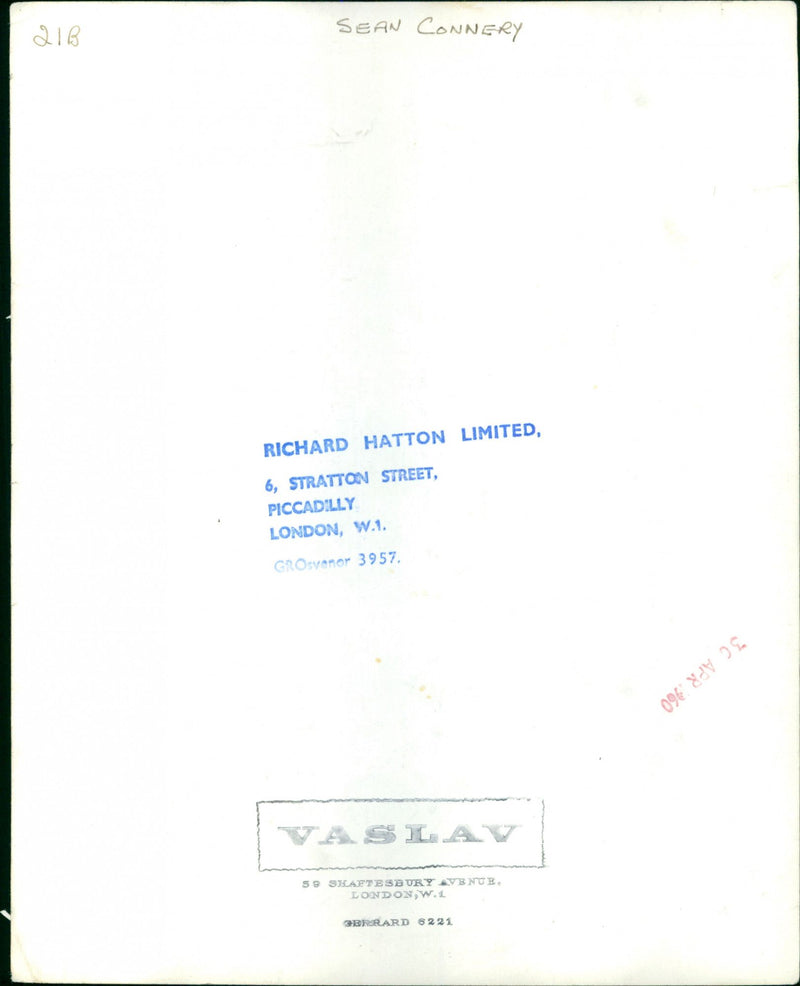 21B
SEAN CONNERY
RICHARD HATTON LIMITED,
6, STRATTON STREET,
PICCADILLY
LONDON, W.1.
GROsvenor 3957.
30 APR 1960
VASLAV
59 SHAFTESBURY AVENUE,
LONDON, W.1
GERRARD 6221